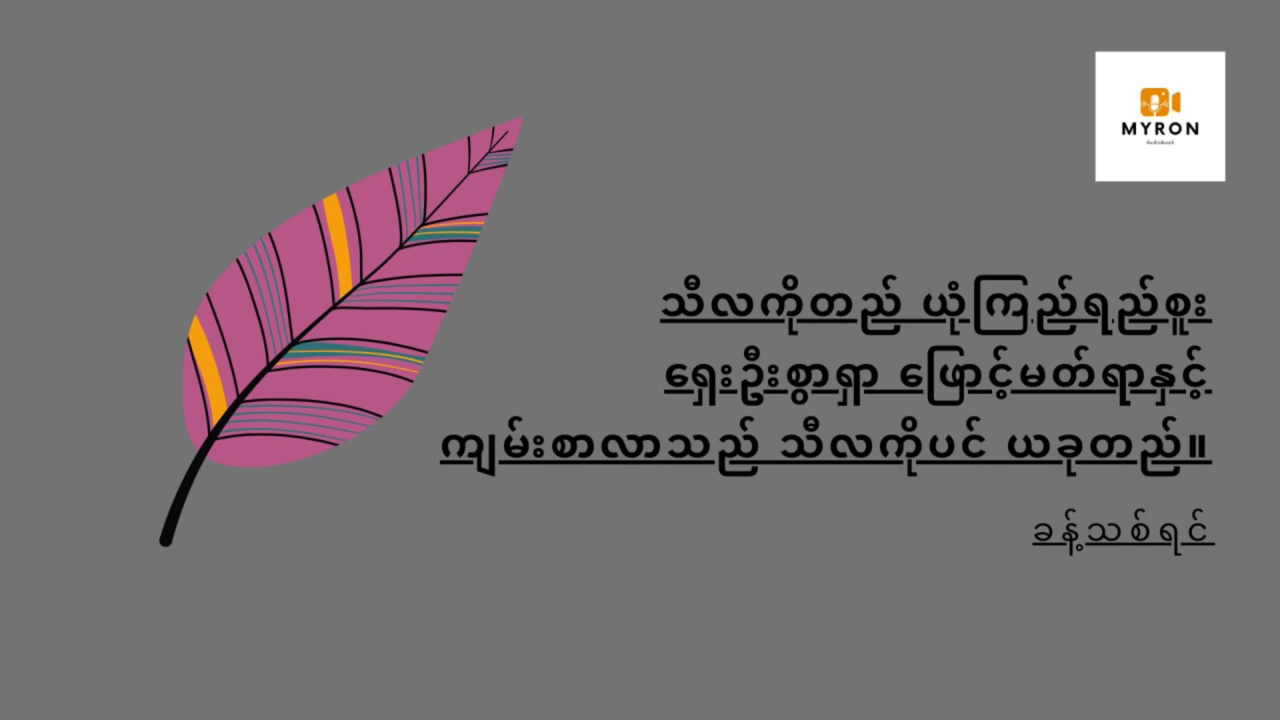 MYRON
Audiobook
သီလကိုတည် ယုံကြည်ရည်စူး
ရှေးဦးစွာရှာ ဖြောင့်မတ်ရာနှင့်
ကျမ်းစာလာသည် သီလကိုပင် ယခုတည်။
ခန့်သစ်ရင်